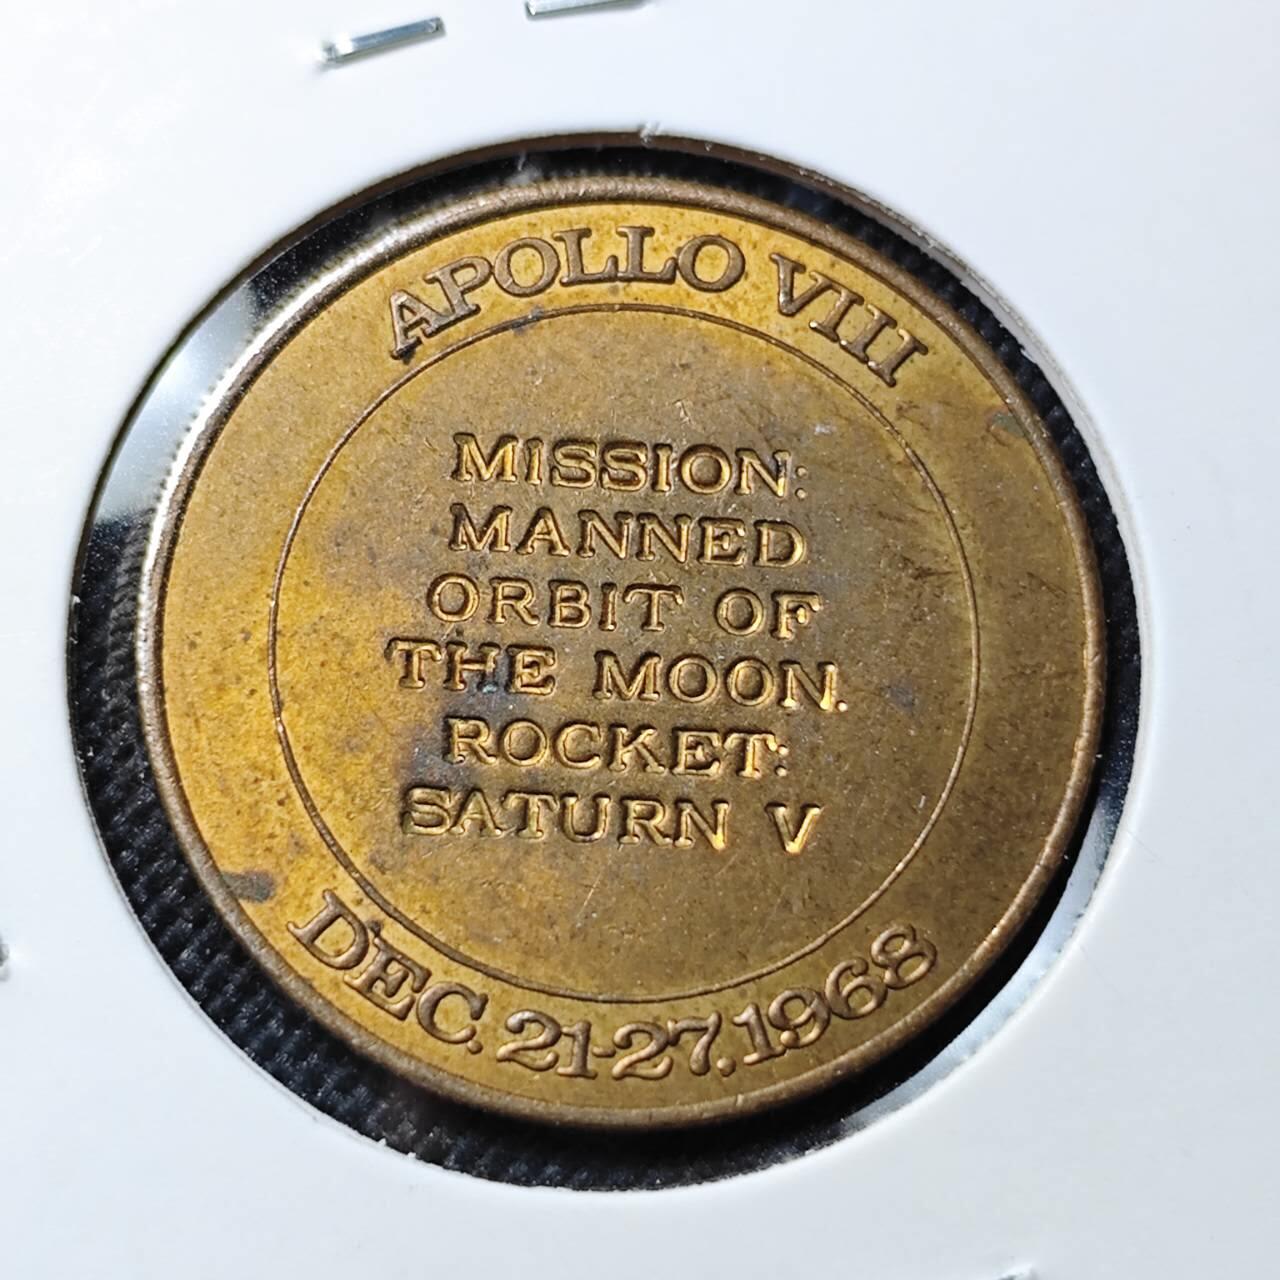 APOLLO VIII
MISSION:
MANNED
ORBIT OF
THE MOON.
ROCKET:
SATURN V
DEC. 21-27. 1968